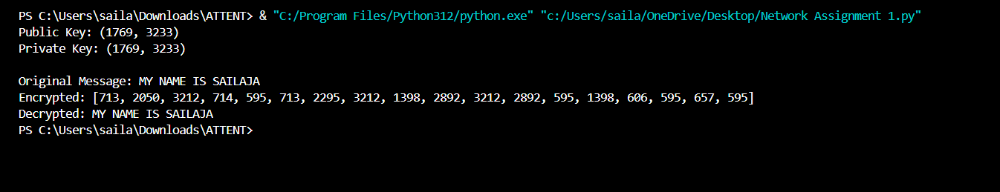 PS C:\Users\saila\Downloads\ATTENT> & "C:/Program Files/Python312/python.exe" "c:/Users/saila/OneDrive/Desktop/Network Assignment 1.py"
Public Key: (1769, 3233)
Private Key: (1769, 3233)
Original Message: MY NAME IS SAILAJA
Encrypted: [713, 2050, 3212, 714, 595, 713, 2295, 3212, 1398, 2892, 3212, 2892, 595, 1398, 606, 595, 657, 595]
Decrypted: MY NAME IS SAILAJA
PS C:\Users\saila\Downloads\ATTENT>